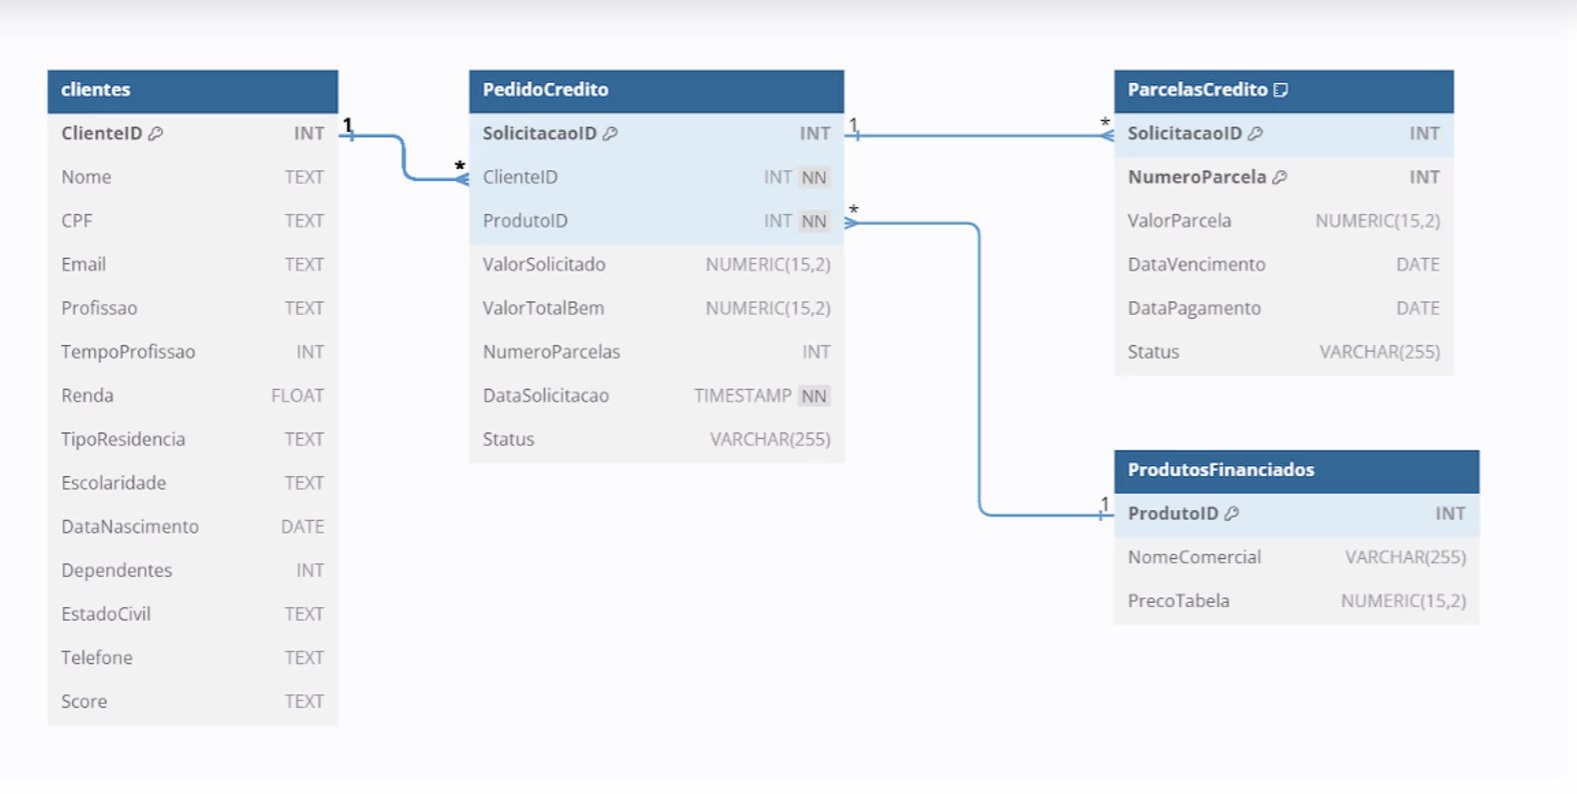 clientes
ClienteID INT
Nome TEXT
CPF TEXT
Email TEXT
Profissao TEXT
TempoProfissao INT
Renda FLOAT
TipoResidencia TEXT
Escolaridade TEXT
DataNascimento DATE
Dependentes INT
EstadoCivil TEXT
Telefone TEXT
Score TEXT
1
*
PedidoCredito
SolicitacaoID INT
ClienteID INT NN
ProdutoID INT NN
ValorSolicitado NUMERIC(15,2)
ValorTotalBem NUMERIC(15,2)
NumeroParcelas INT
DataSolicitacao TIMESTAMP NN
Status VARCHAR(255)
1
*
*
1
ParcelasCredito
SolicitacaoID INT
NumeroParcela INT
ValorParcela NUMERIC(15,2)
DataVencimento DATE
DataPagamento DATE
Status VARCHAR(255)
ProdutosFinanciados
ProdutoID INT
NomeComercial VARCHAR(255)
PrecoTabela NUMERIC(15,2)